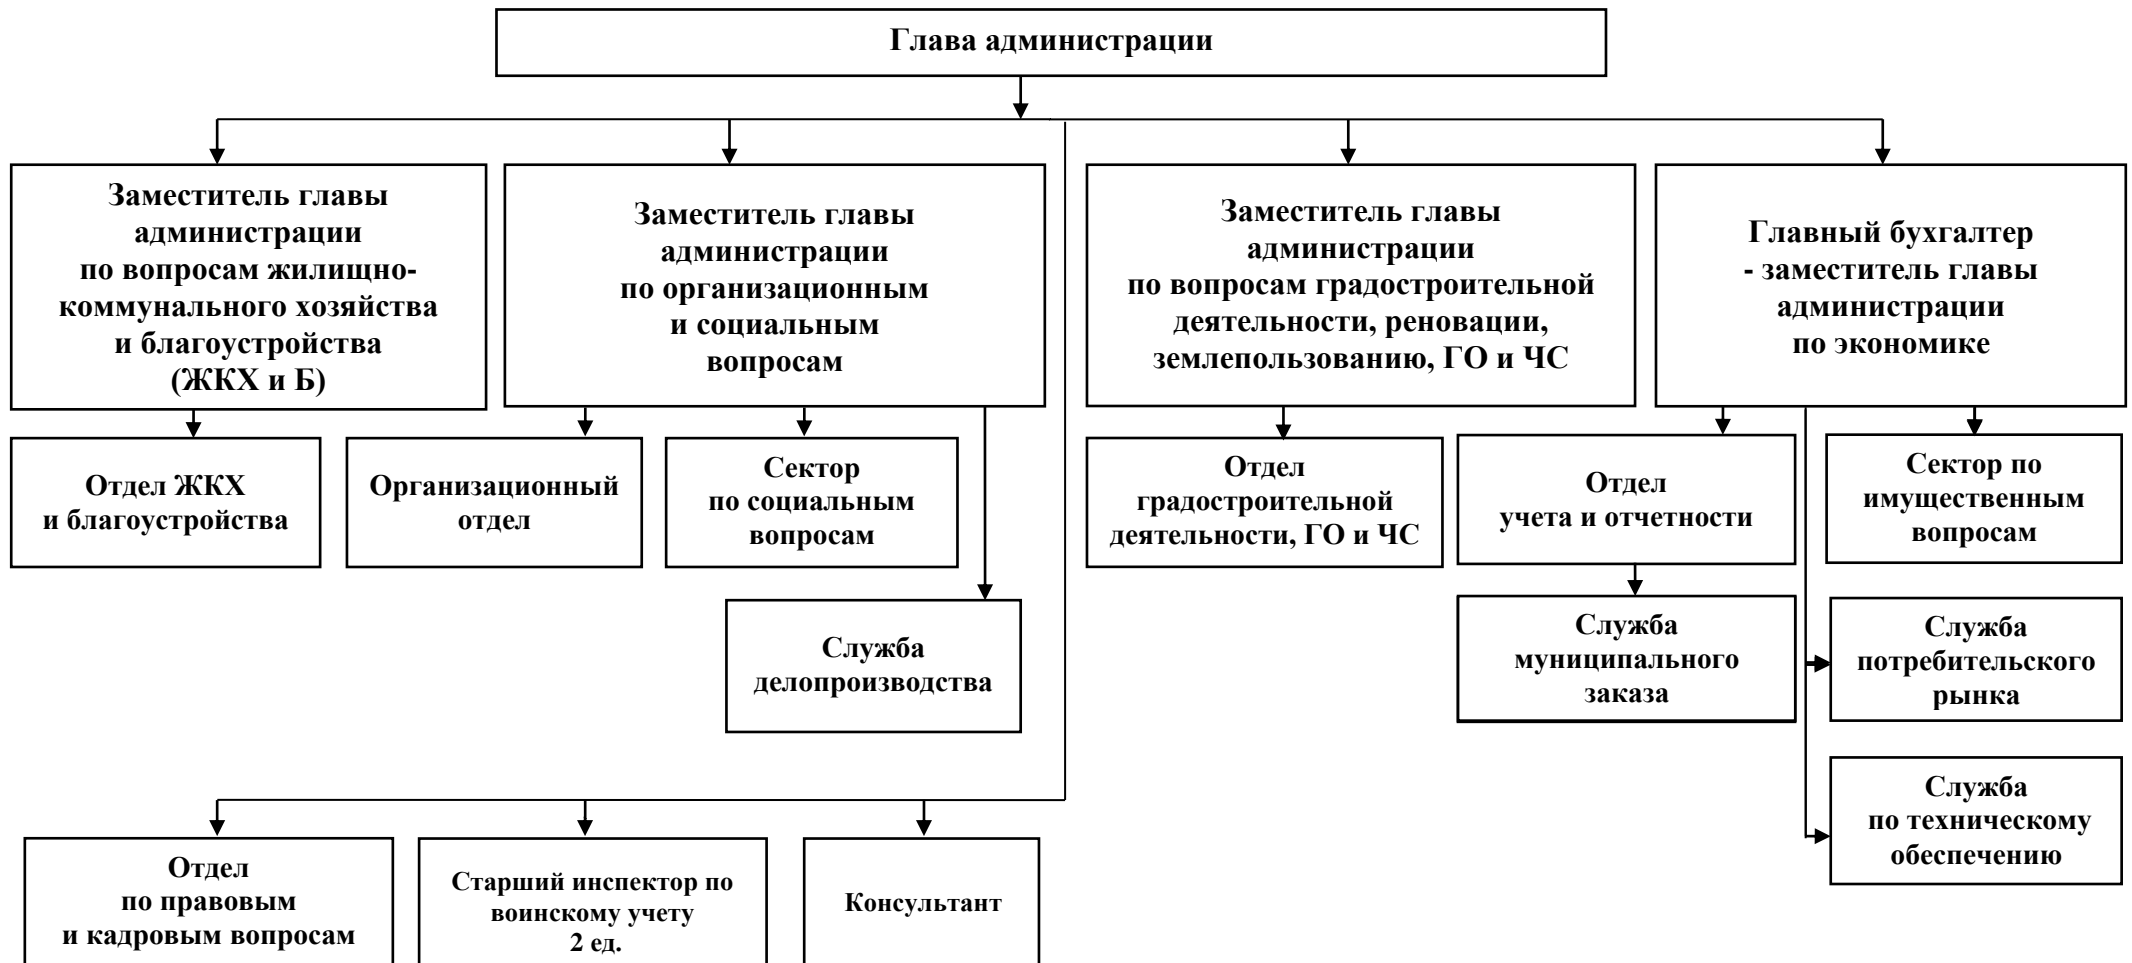 Глава администрации
Заместитель главы
администрации
по вопросам жилищно-
коммунального хозяйства
и благоустройства
(ЖКХ и Б)
Заместитель главы
администрации
по организационным
и социальным
вопросам
Заместитель главы
администрации
по вопросам градостроительной
деятельности, реновации,
землепользованию, ГО и ЧС
Главный бухгалтер
- заместитель главы
администрации
по экономике
Отдел ЖКХ
и благоустройства
Организационный
отдел
Сектор
по социальным
вопросам
Отдел
градостроительной
деятельности, ГО и ЧС
Отдел
учета и отчетности
Сектор по
имущественным
вопросам
Служба
делопроизводства
Служба
муниципального
заказа
Служба
потребительского
рынка
Служба
по техническому
обеспечению
Отдел
по правовым
и кадровым вопросам
Старший инспектор по
воинскому учету
2 ед.
Консультант